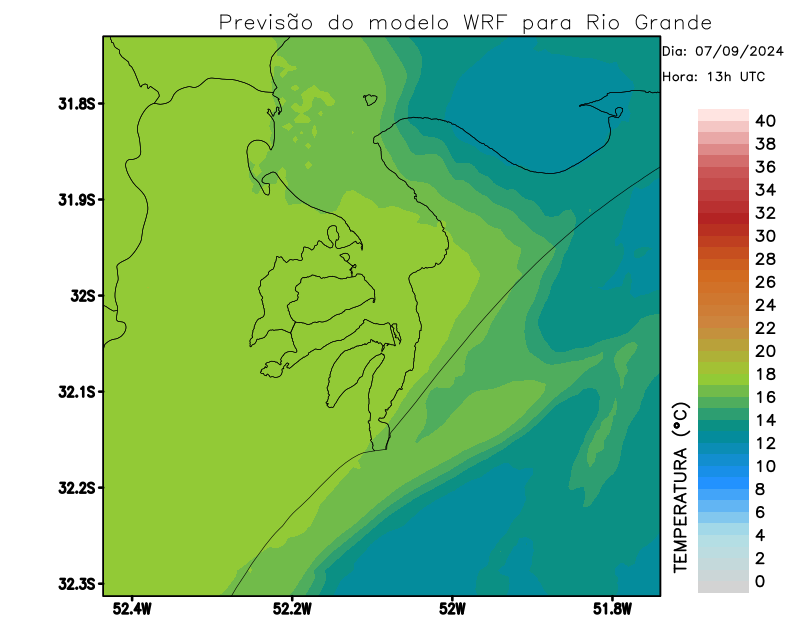 Previsão do modelo WRF para Rio Grande
Dia: 07/09/2024
Hora: 13h UTC
31.8S
31.9S
32S
32.1S
32.2S
32.3S
52.4W
52.2W
52W
51.8W
40
38
36
34
32
30
28
26
24
22
20
18
16
14
12
10
8
6
4
2
0
TEMPERATURA (°C)